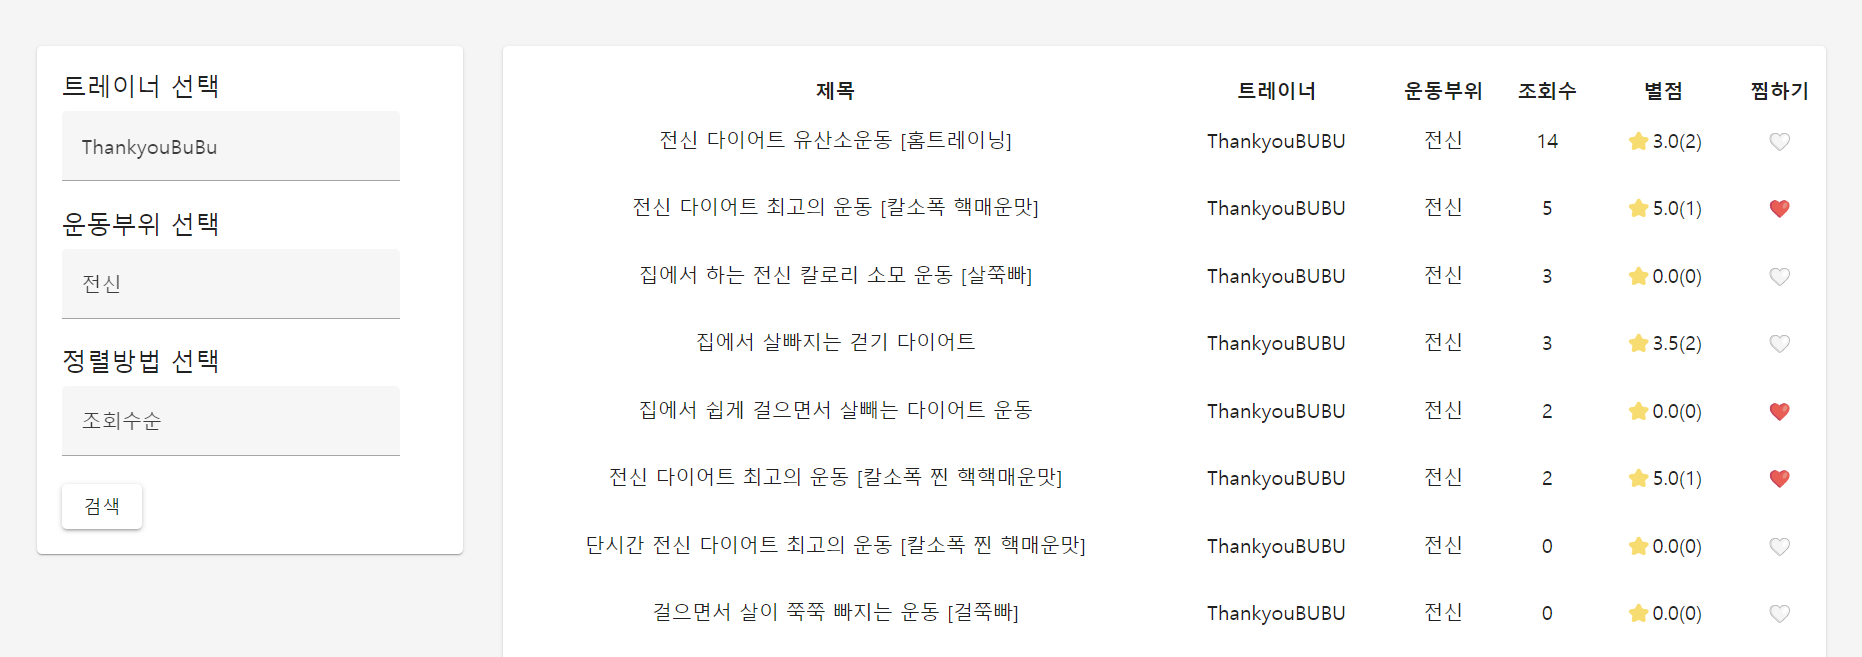 트레이너 선택
ThankyouBuBu
운동부위 선택
전신
정렬방법 선택
조회수순
검색
제목 트레이너 운동부위 조회수 별점 찜하기
전신 다이어트 유산소운동 [홈트레이닝] ThankyouBUBU 전신 14 3.0(2)
전신 다이어트 최고의 운동 [칼소폭 핵매운맛] ThankyouBUBU 전신 5 5.0(1)
집에서 하는 전신 칼로리 소모 운동 [살쭉빠] ThankyouBUBU 전신 3 0.0(0)
집에서 살빠지는 걷기 다이어트 ThankyouBUBU 전신 3 3.5(2)
집에서 쉽게 걸으면서 살빼는 다이어트 운동 ThankyouBUBU 전신 2 0.0(0)
전신 다이어트 최고의 운동 [칼소폭 찐 핵핵매운맛] ThankyouBUBU 전신 2 5.0(1)
단시간 전신 다이어트 최고의 운동 [칼소폭 찐 핵매운맛] ThankyouBUBU 전신 0 0.0(0)
걸으면서 살이 쭉쭉 빠지는 운동 [걸쭉빠] ThankyouBUBU 전신 0 0.0(0)